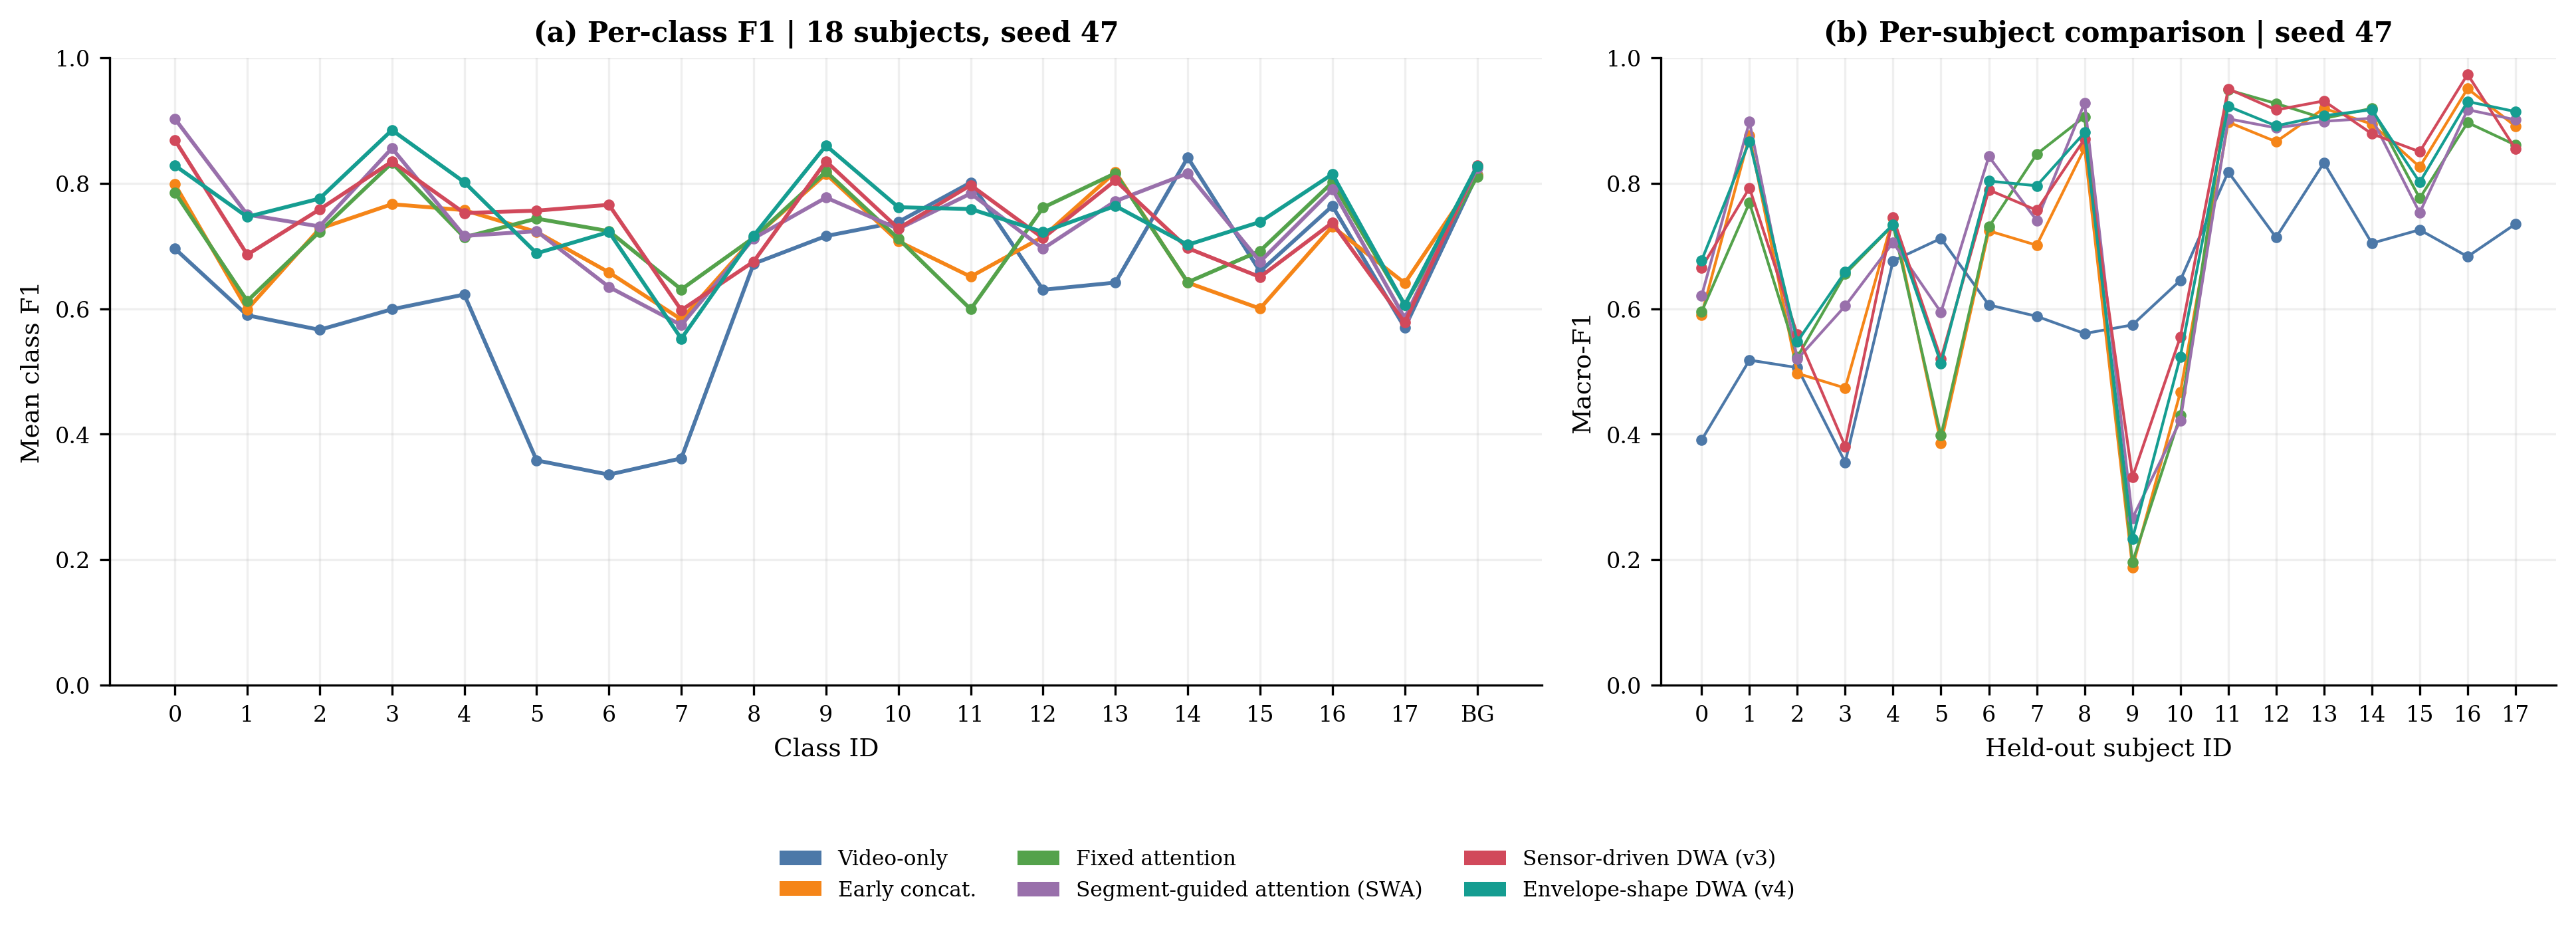 (a) Per-class F1 | 18 subjects, seed 47
Mean class F1
1.0
0.8
0.6
0.4
0.2
0.0
0 1 2 3 4 5 6 7 8 9 10 11 12 13 14 15 16 17 BG
Class ID
(b) Per-subject comparison | seed 47
Macro-F1
1.0
0.8
0.6
0.4
0.2
0.0
0 1 2 3 4 5 6 7 8 9 10 11 12 13 14 15 16 17
Held-out subject ID
Video-only
Early concat.
Fixed attention
Segment-guided attention (SWA)
Sensor-driven DWA (v3)
Envelope-shape DWA (v4)